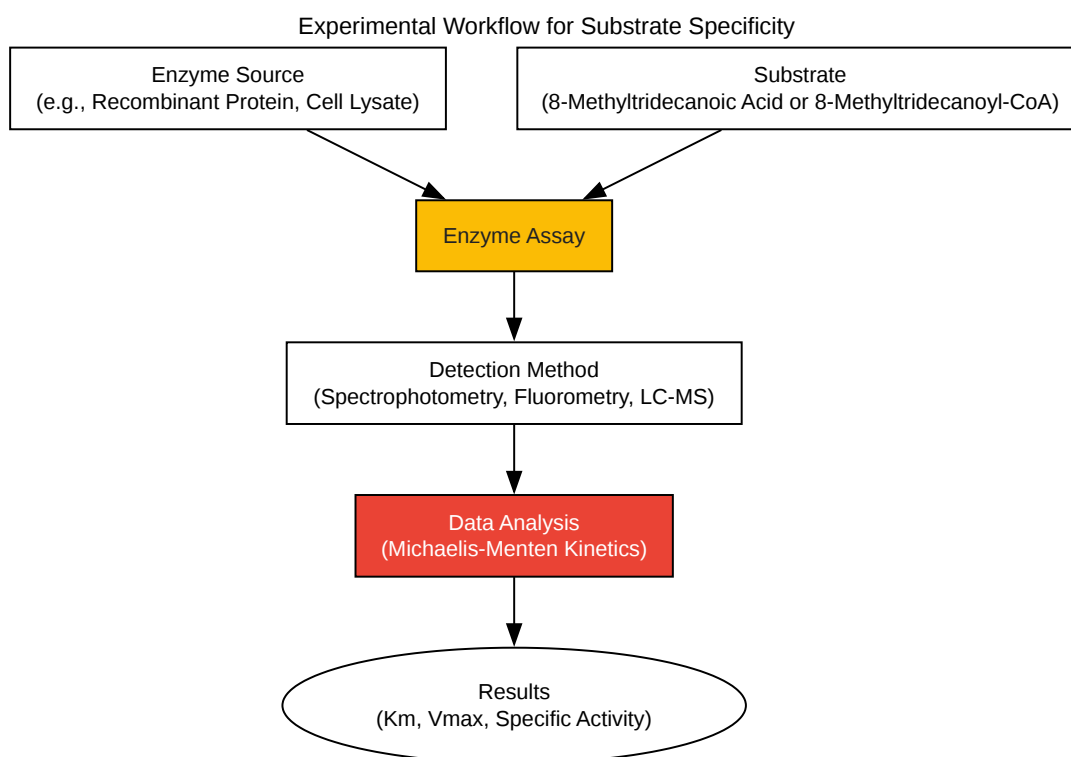 Experimental Workflow for Substrate Specificity
Enzyme Source
(e.g., Recombinant Protein, Cell Lysate)
Substrate
(8-Methyltridecanoic Acid or 8-Methyltridecanoyl-CoA)
Enzyme Assay
Detection Method
(Spectrophotometry, Fluorometry, LC-MS)
Data Analysis
(Michaelis-Menten Kinetics)
Results
(Km, Vmax, Specific Activity)